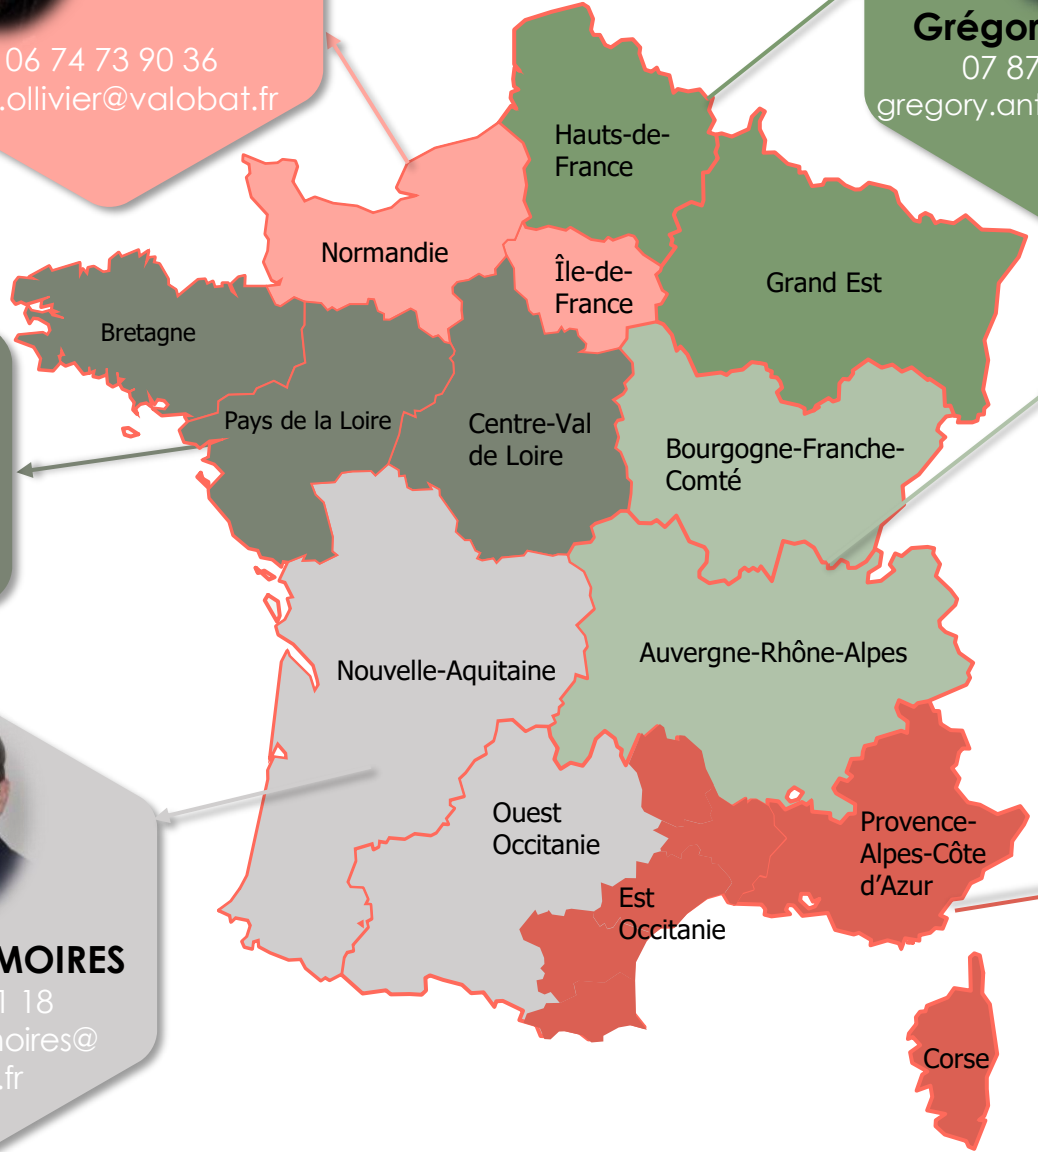 06 74 73 90 36
.ollivier@valobat.fr
Grégor
07 87
gregory.ant
Hauts-de-
France
Normandie
Île-de-
France
Grand Est
Bretagne
Pays de la Loire
Centre-Val
de Loire
Bourgogne-Franche-
Comté
Nouvelle-Aquitaine
Auvergne-Rhône-Alpes
Ouest
Occitanie
Provence-
Alpes-Côte
d'Azur
Est
Occitanie
MOIRES
1 18
noires@
.fr
Corse